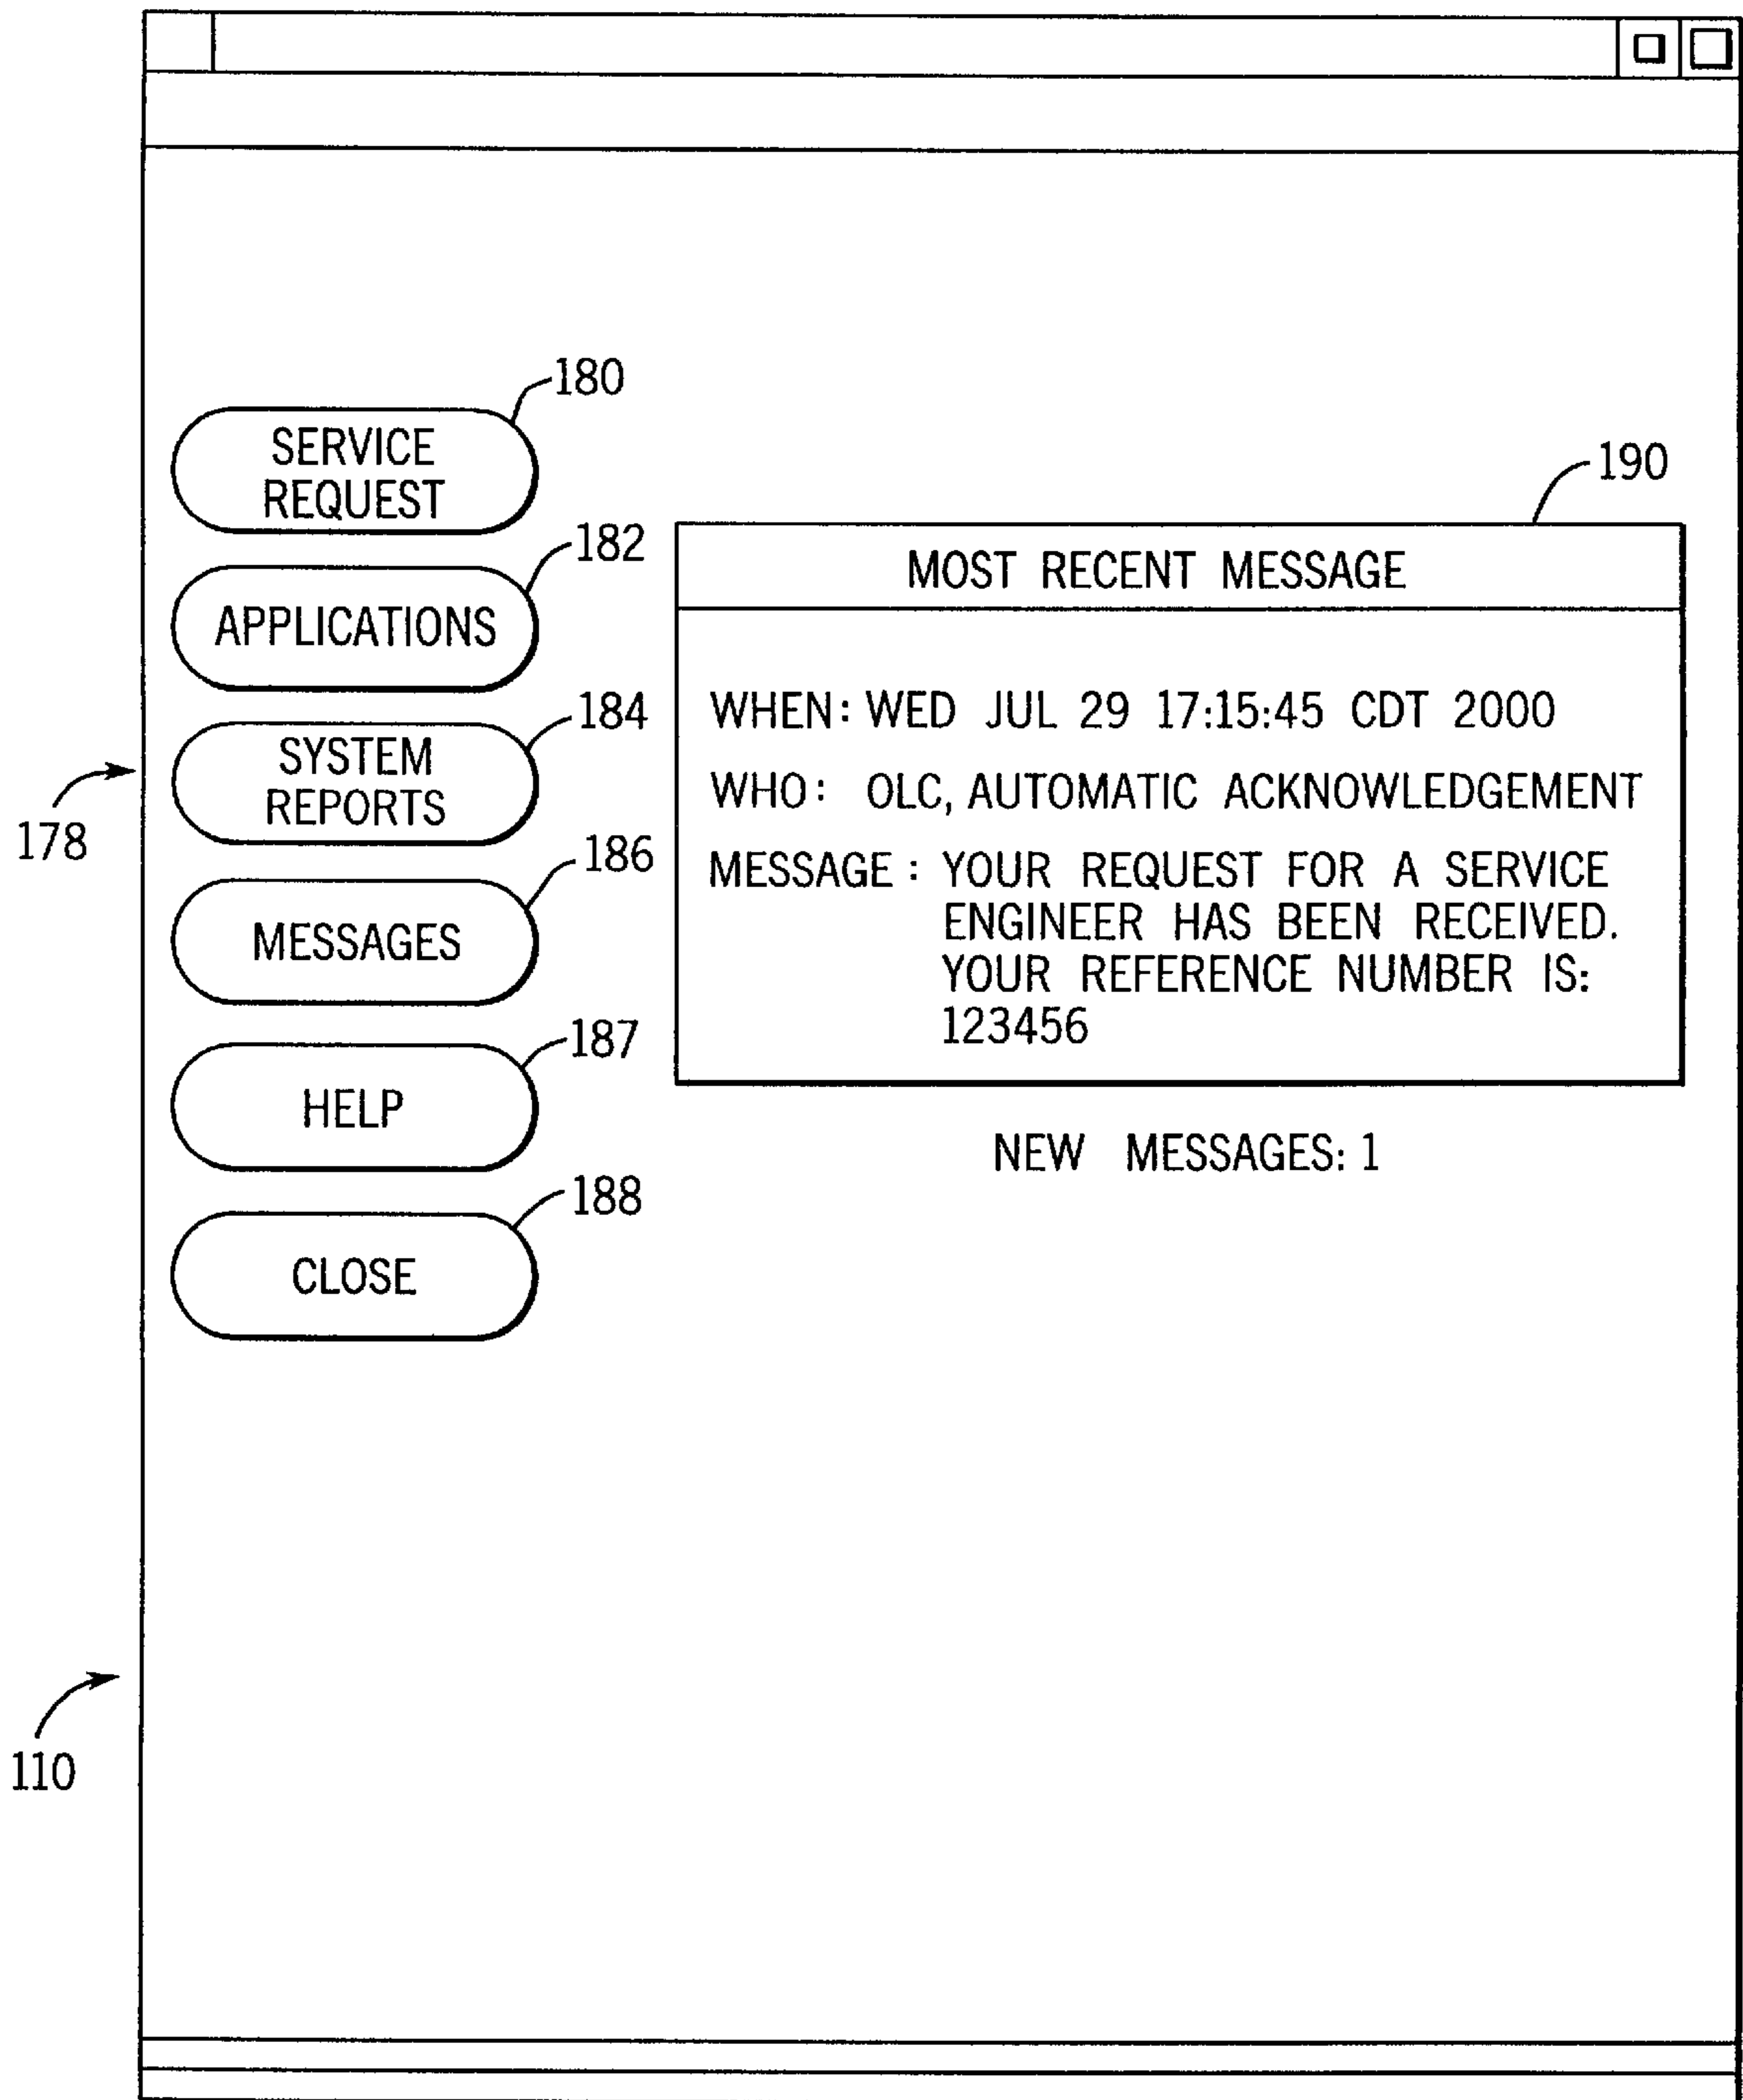 180
SERVICE
REQUEST
190
182
MOST RECENT MESSAGE
APPLICATIONS
WHEN: WED JUL 29 17:15:45 CDT 2000
184
SYSTEM
REPORTS
WHO: OLC, AUTOMATIC ACKNOWLEDGEMENT
178
186
MESSAGE: YOUR REQUEST FOR A SERVICE
ENGINEER HAS BEEN RECEIVED.
YOUR REFERENCE NUMBER IS:
123456
MESSAGES
187
HELP
NEW MESSAGES: 1
188
CLOSE
110